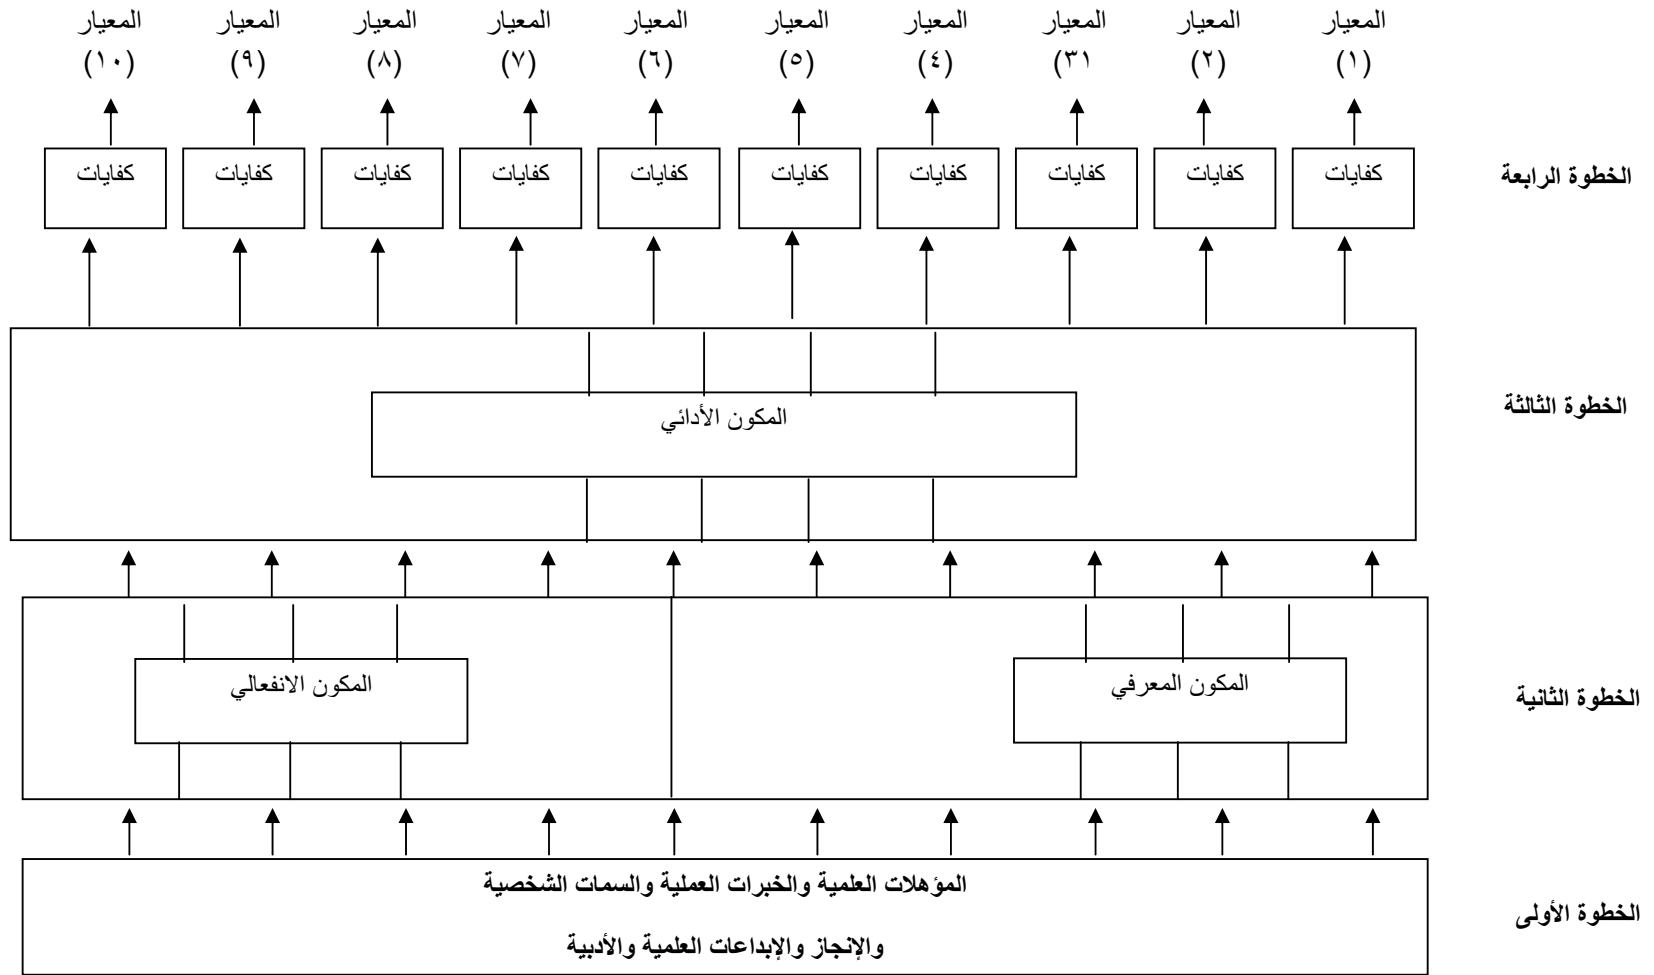 المعيار المعيار المعيار المعيار المعيار المعيار المعيار المعيار المعيار المعيار
(١) (٢) (٣١ (٤) (٥) (٦) (٧) (٨) (٩) (١٠)
الخطوة الرابعة كفايات كفايات كفايات كفايات كفايات كفايات كفايات كفايات كفايات كفايات
الخطوة الثالثة المكون الأدائي
الخطوة الثانية المكون المعرفي المكون الانفعالي
المؤهلات العلمية والخبرات العملية والسمات الشخصية
الخطوة الأولى
والإنجاز والإبداعات العلمية والأدبية